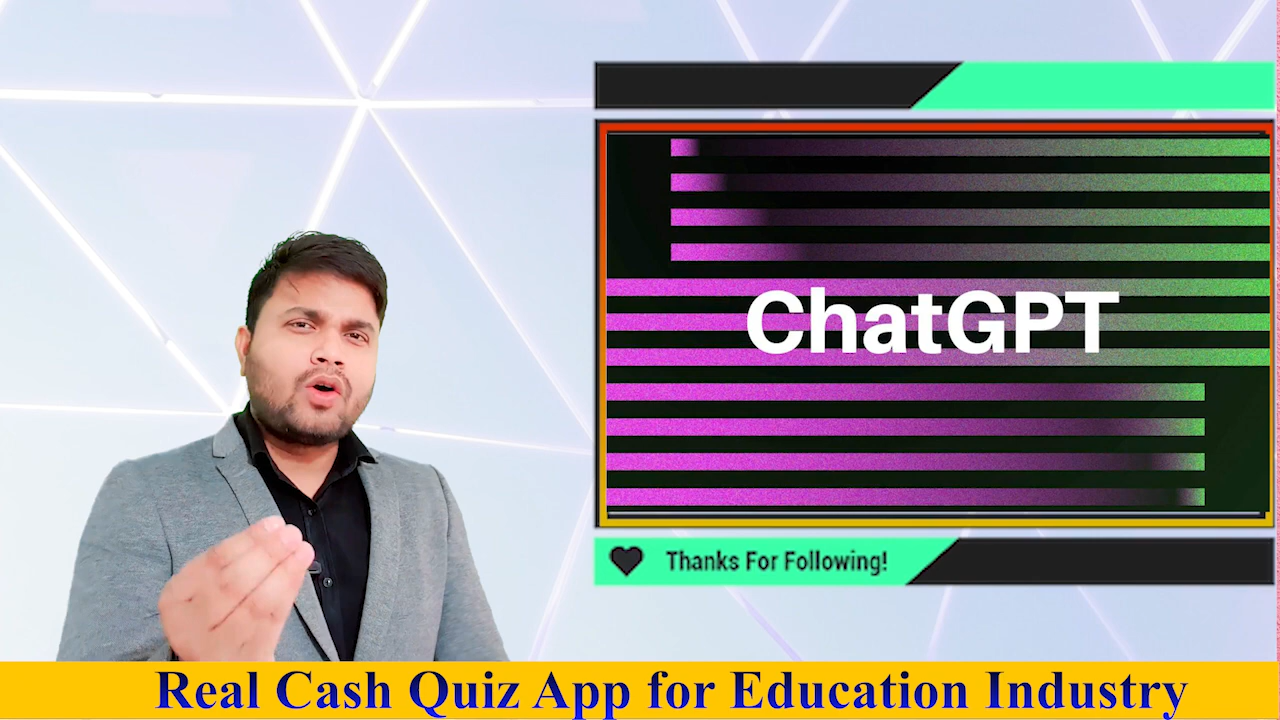 ChatGPT
Thanks For Following!
Real Cash Quiz App for Education Industry